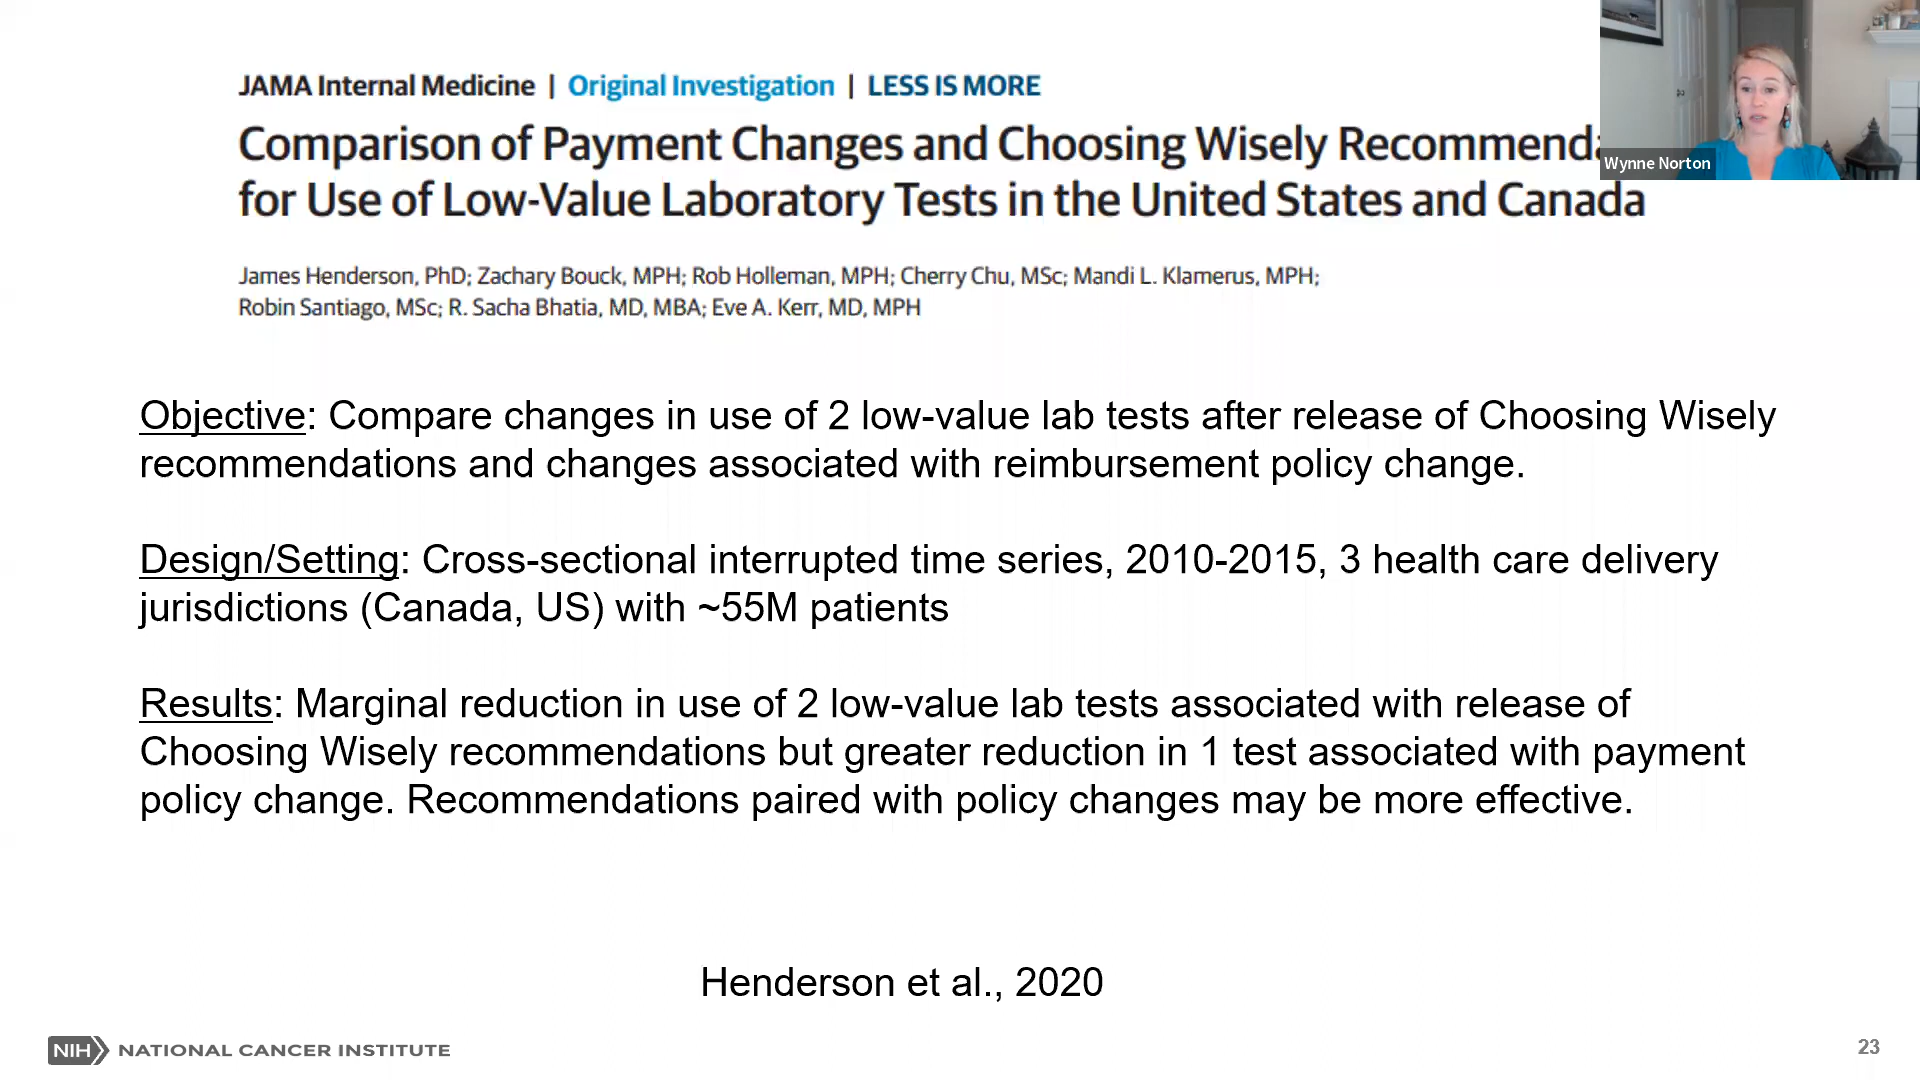 JAMA Internal Medicine | Original Investigation | LESS IS MORE
Comparison of Payment Changes and Choosing Wisely
for Use of Low-Value Laboratory Tests in the United States and Canada
James Henderson, PhD; Zachary Bouck, MPH; Rob Holleman, MPH; Cherry Chu, MSc; Mandi L. Klamerus, MPH;
Robin Santiago, MSc; R. Sacha Bhatia, MD, MBA; Eve A. Kerr, MD, MPH
Wynne Norton
Objective: Compare changes in use of 2 low-value lab tests after release of Choosing Wisely
recommendations and changes associated with reimbursement policy change.
Design/Setting: Cross-sectional interrupted time series, 2010-2015, 3 health care delivery
jurisdictions (Canada, US) with ~55M patients
Results: Marginal reduction in use of 2 low-value lab tests associated with release of
Choosing Wisely recommendations but greater reduction in 1 test associated with payment
policy change. Recommendations paired with policy changes may be more effective.
Henderson et al., 2020
NIH NATIONAL CANCER INSTITUTE
23